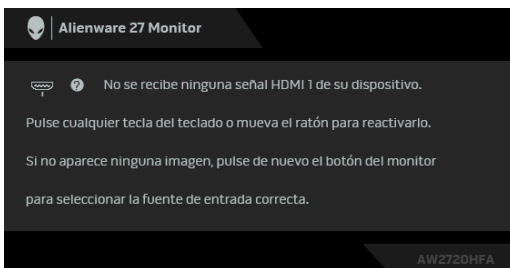 Alienware 27 Monitor
No se recibe ninguna señal HDMI 1 de su dispositivo.
Pulse cualquier tecla del teclado o mueva el ratón para reactivarlo.
Si no aparece ninguna imagen, pulse de nuevo el botón del monitor
para seleccionar la fuente de entrada correcta.
AW2720HFA